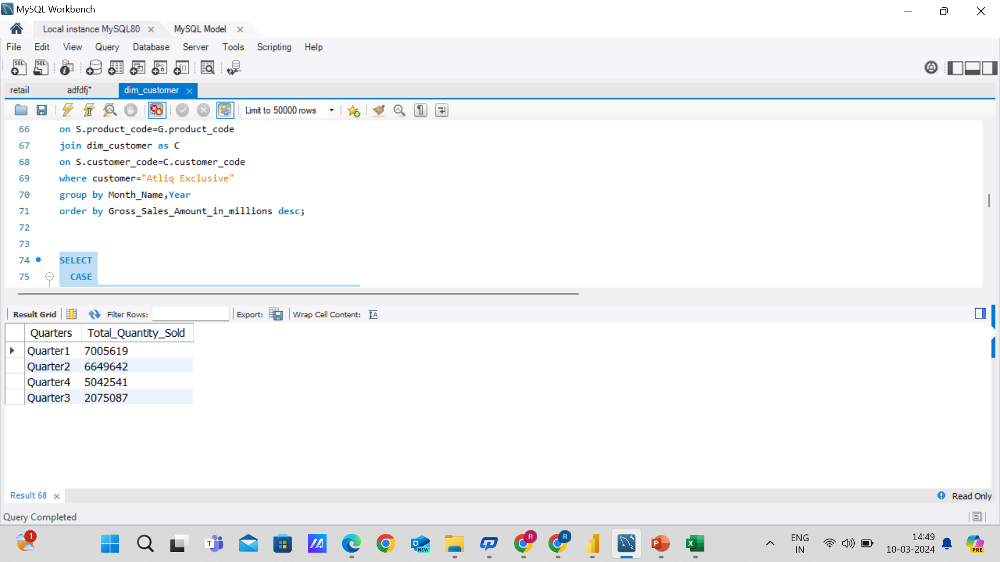 MySQL Workbench
Local instance MySQL80
MySQL Model
File Edit View Query Database Server Tools Scripting Help
retail adfdfj* dim_customer
Limit to 50000 rows
66 on S.product_code=G.product_code
67 join dim_customer as C
68 on S.customer_code=C.customer_code
69 where customer="Atliq Exclusive"
70 group by Month_Name,Year
71 order by Gross_Sales_Amount_in_millions desc;
72
73
74 SELECT
75 CASE
Result Grid Filter Rows: Export: Wrap Cell Content:
Quarters Total_Quantity_Sold
Quarter1 7005619
Quarter2 6649642
Quarter4 5042541
Quarter3 2075087
Result 68
Read Only
Query Completed
1
NEW
R
R
ENG
IN
14:49
10-03-2024
PRE